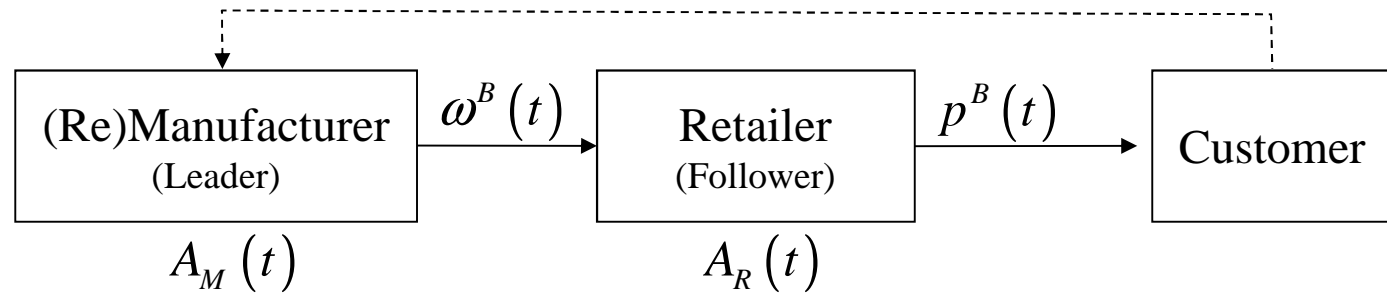 (Re)Manufacturer
(Leader)
ω^B (t)
Retailer
(Follower)
p^B (t)
Customer
A_M (t)
A_R (t)